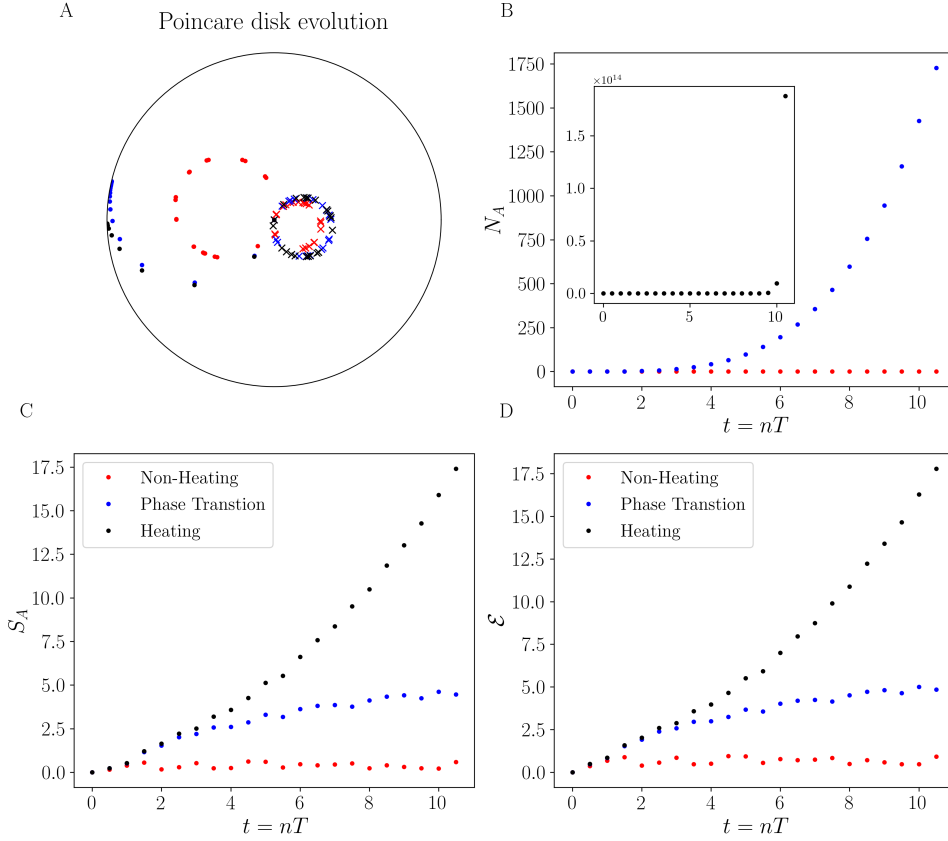 A
Poincare disk evolution
B
N_A
1750
1500
1250
1000
750
500
250
0
×10^14
1.5
1.0
0.5
0.0
0 5 10
0 2 4 6 8 10
t = nT
C
S_A
17.5
15.0
12.5
10.0
7.5
5.0
2.5
0.0
Non-Heating
Phase Transtion
Heating
0 2 4 6 8 10
t = nT
D
ℰ
17.5
15.0
12.5
10.0
7.5
5.0
2.5
0.0
Non-Heating
Phase Transtion
Heating
0 2 4 6 8 10
t = nT